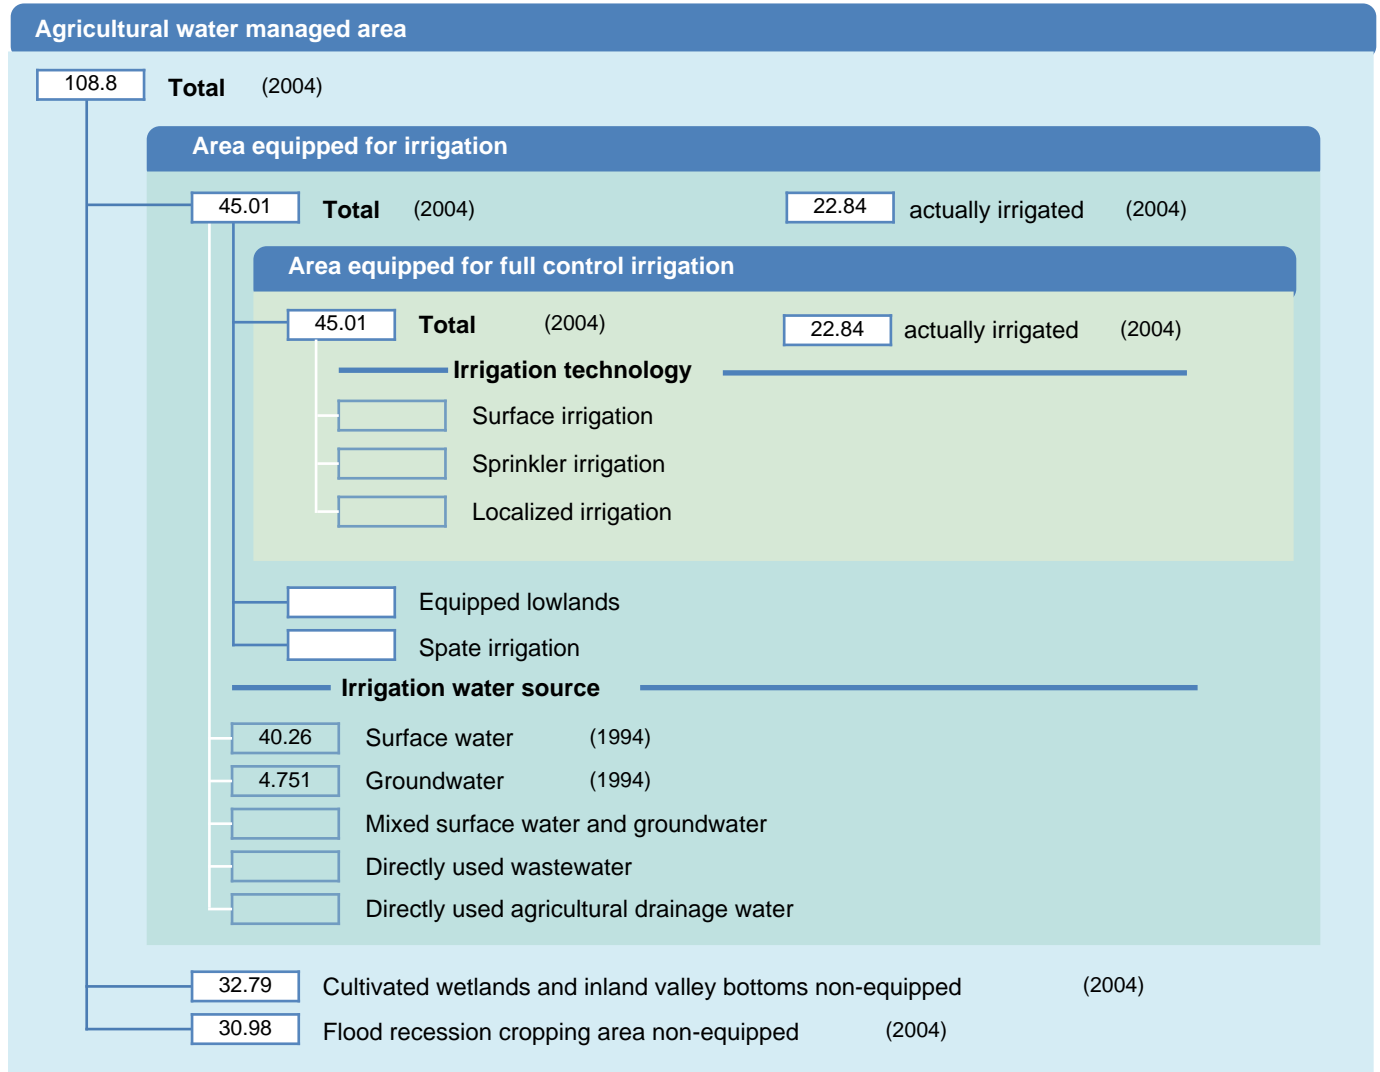 Agricultural water managed area
108.8 Total (2004)
Area equipped for irrigation
45.01 Total (2004) 22.84 actually irrigated (2004)
Area equipped for full control irrigation
45.01 Total (2004) 22.84 actually irrigated (2004)
Irrigation technology
Surface irrigation
Sprinkler irrigation
Localized irrigation
Equipped lowlands
Spate irrigation
Irrigation water source
40.26 Surface water (1994)
4.751 Groundwater (1994)
Mixed surface water and groundwater
Directly used wastewater
Directly used agricultural drainage water
32.79 Cultivated wetlands and inland valley bottoms non-equipped (2004)
30.98 Flood recession cropping area non-equipped (2004)